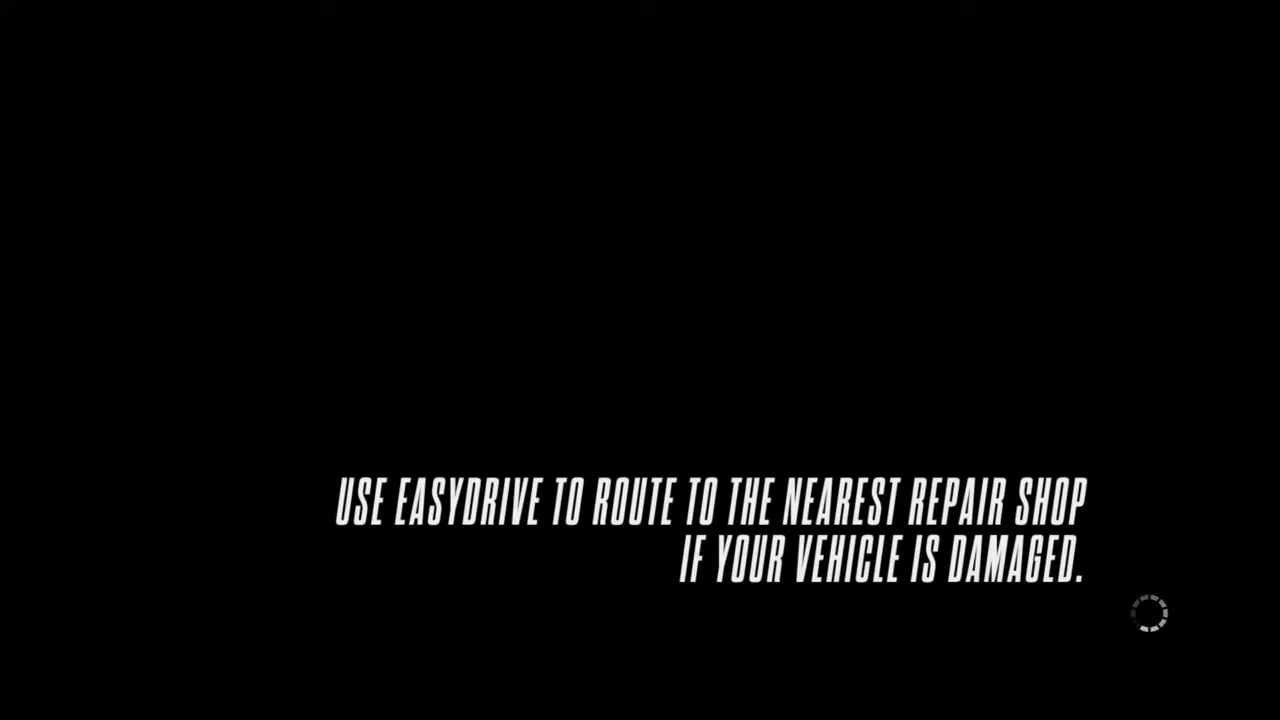 USE EASYDRIVE TO ROUTE TO THE NEAREST REPAIR SHOP
IF YOUR VEHICLE IS DAMAGED.